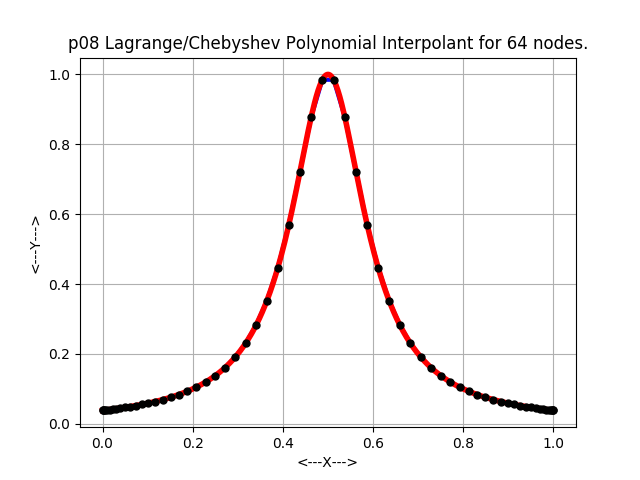 p08 Lagrange/Chebyshev Polynomial Interpolant for 64 nodes.
1.0
0.8
0.6
0.4
0.2
0.0
<---Y--->
0.0 0.2 0.4 0.6 0.8 1.0
<---X--->